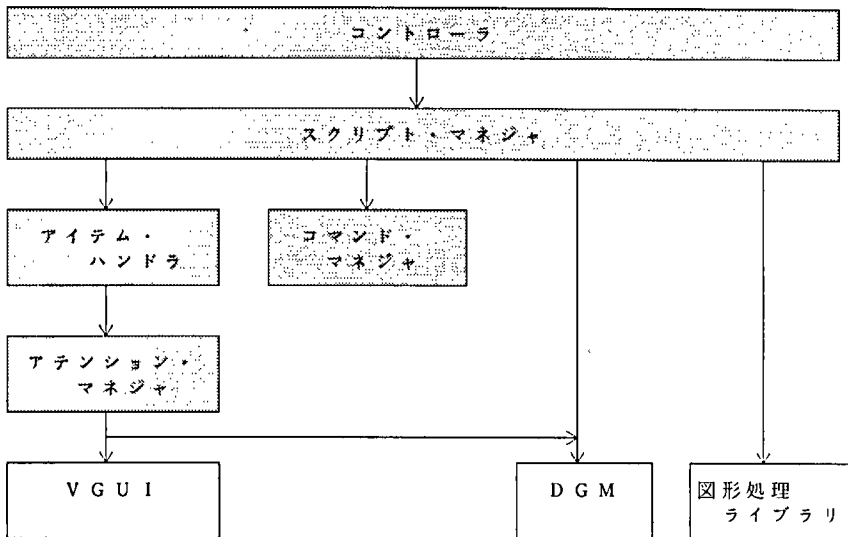 コントローラ
スクリプト・マネジャ
アイテム・
ハンドラ
コマンド・
マネジャ
アテンション・
マネジャ
VGUI
DGM
図形処理
ライブラリ